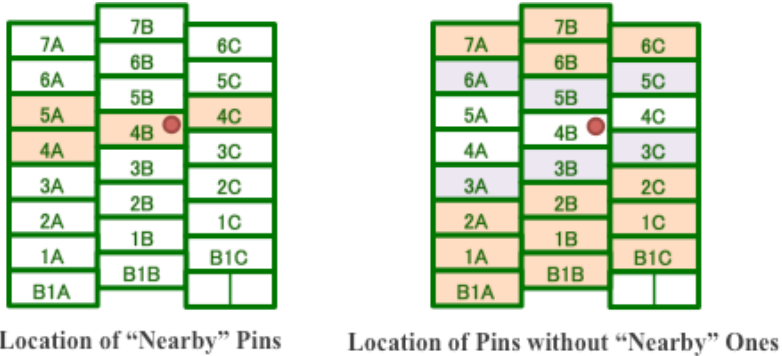 7B
7A 6C
6B
6A 5C
5B
5A 4C
4B
4A 3C
3B
3A 2C
2B
2A 1C
1B
1A B1C
B1B
B1A
Location of “Nearby” Pins
7B
7A 6C
6B
6A 5C
5B
5A 4C
4B
4A 3C
3B
3A 2C
2B
2A 1C
1B
1A B1C
B1B
B1A
Location of Pins without “Nearby” Ones